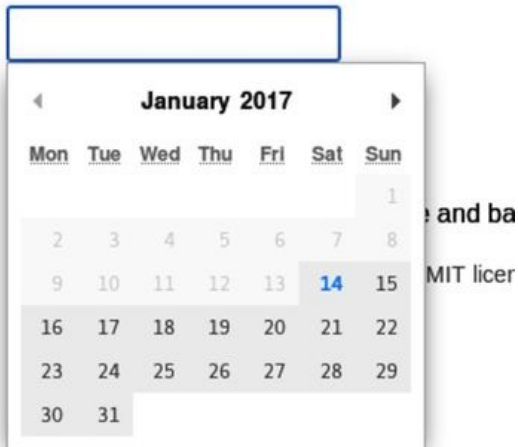 January 2017
Mon Tue Wed Thu Fri Sat Sun
1
and ba
2 3 4 5 6 7 8
9 10 11 12 13 14 15
MIT licen
16 17 18 19 20 21 22
23 24 25 26 27 28 29
30 31